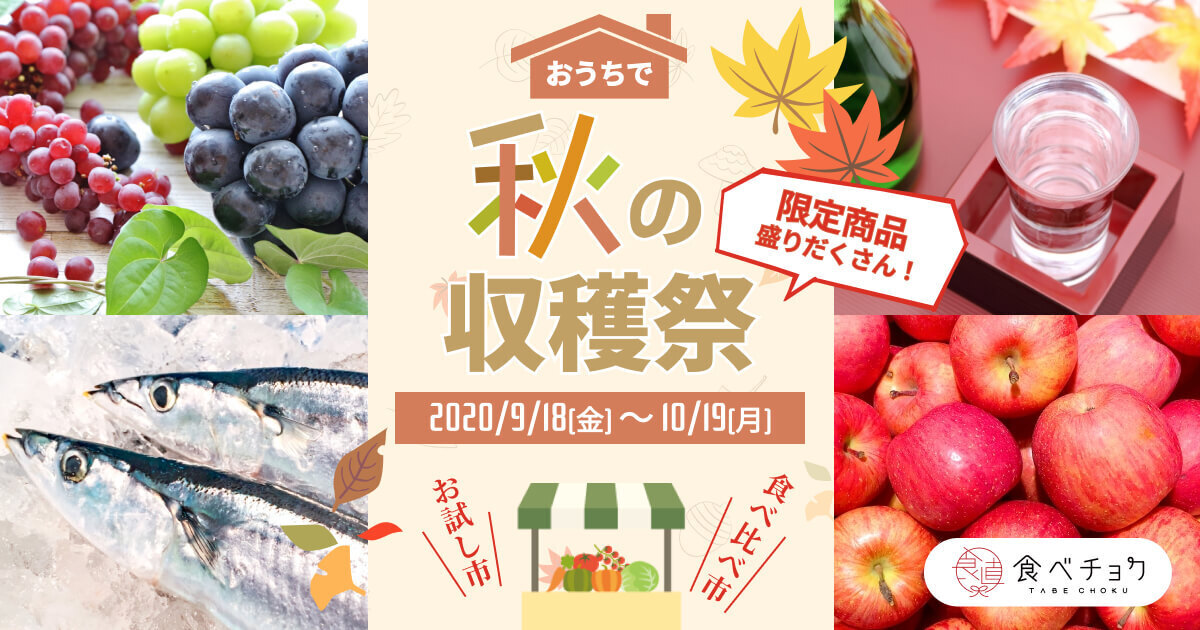 おうちで
秋の
収穫祭
限定商品
盛りだくさん！
2020/9/18(金)～10/19(月)
お試し市
食べ比べ市
食直
食べチョク
TABE CHOKU